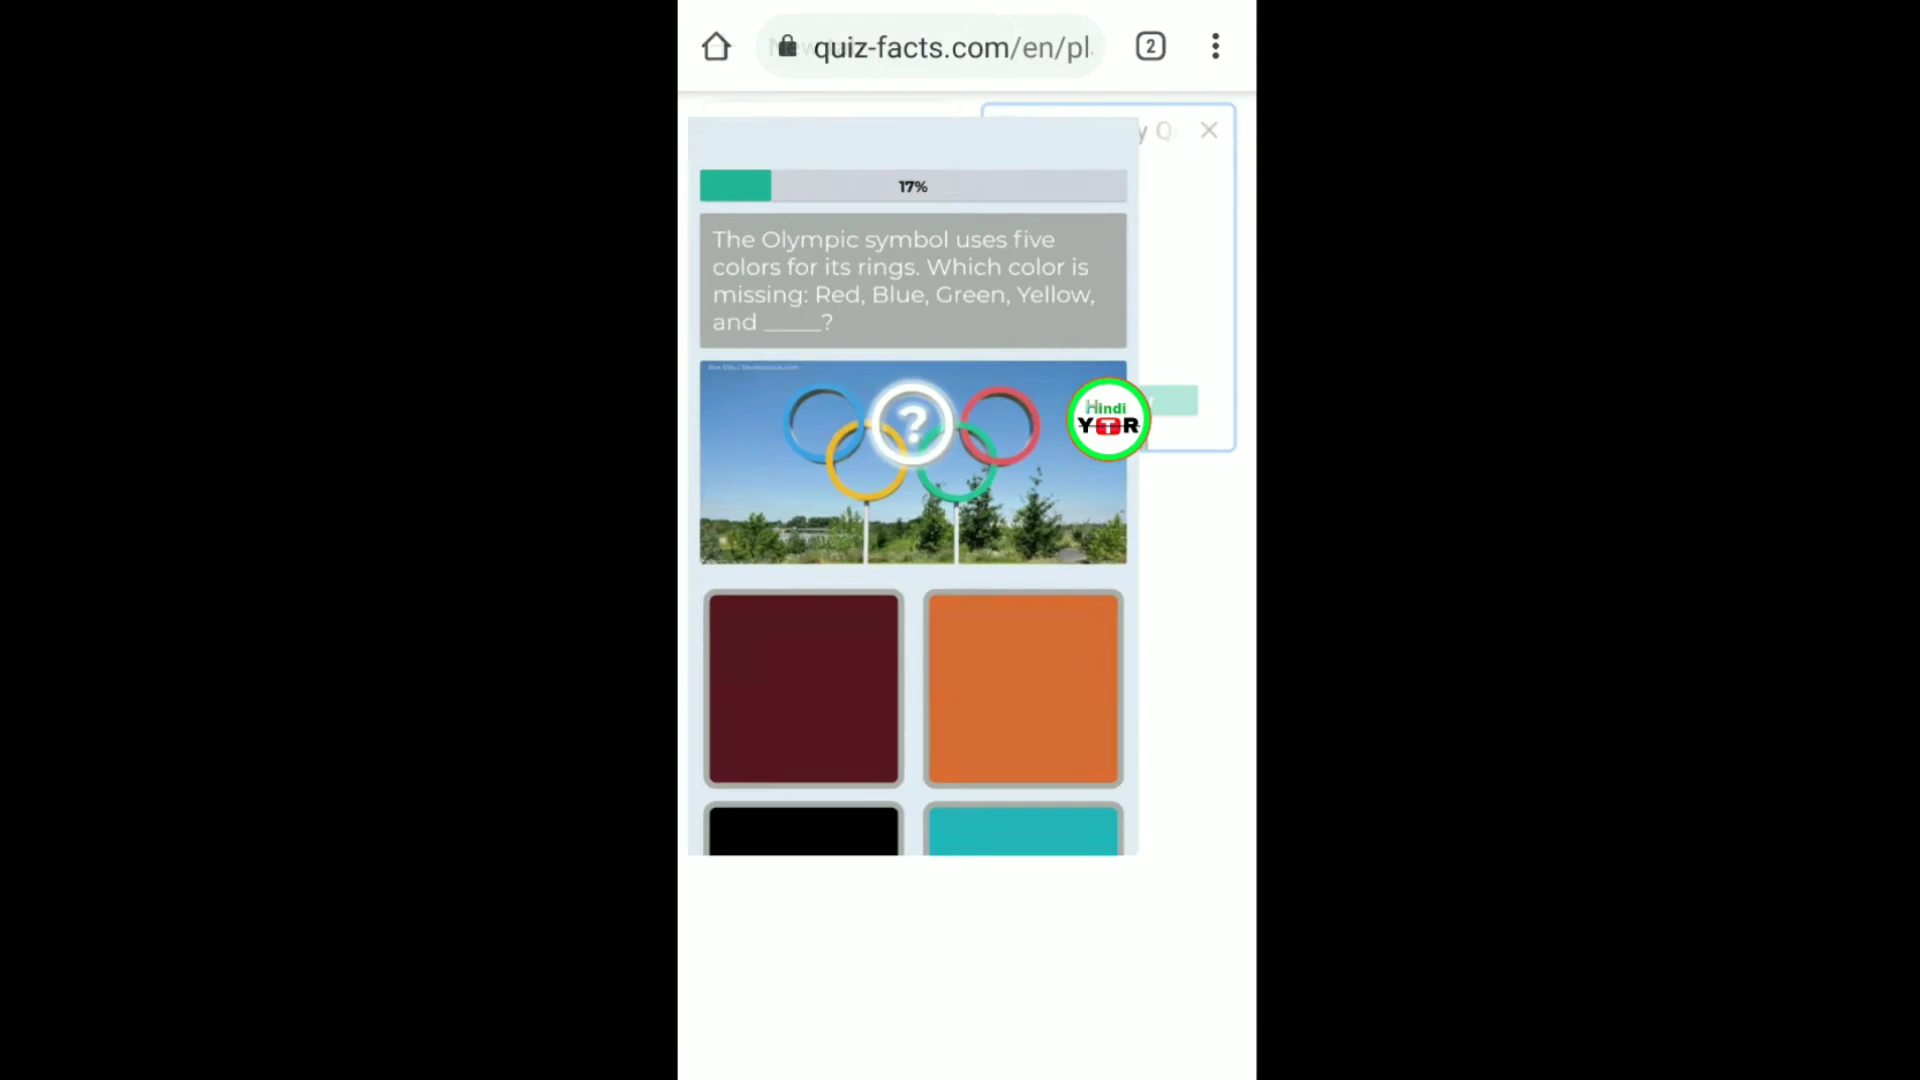 quiz-facts.com/en/pl
2
y Q
17%
The Olympic symbol uses five
colors for its rings. Which color is
missing: Red, Blue, Green, Yellow,
and _____?
?
Hindi
YTR